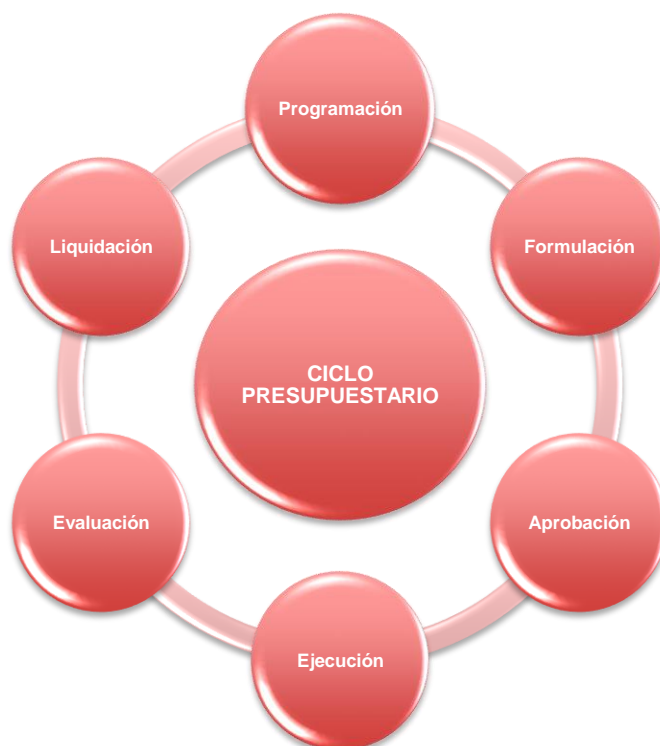 Programación
Formulación
Aprobación
Ejecución
Evaluación
Liquidación
CICLO
PRESUPUESTARIO